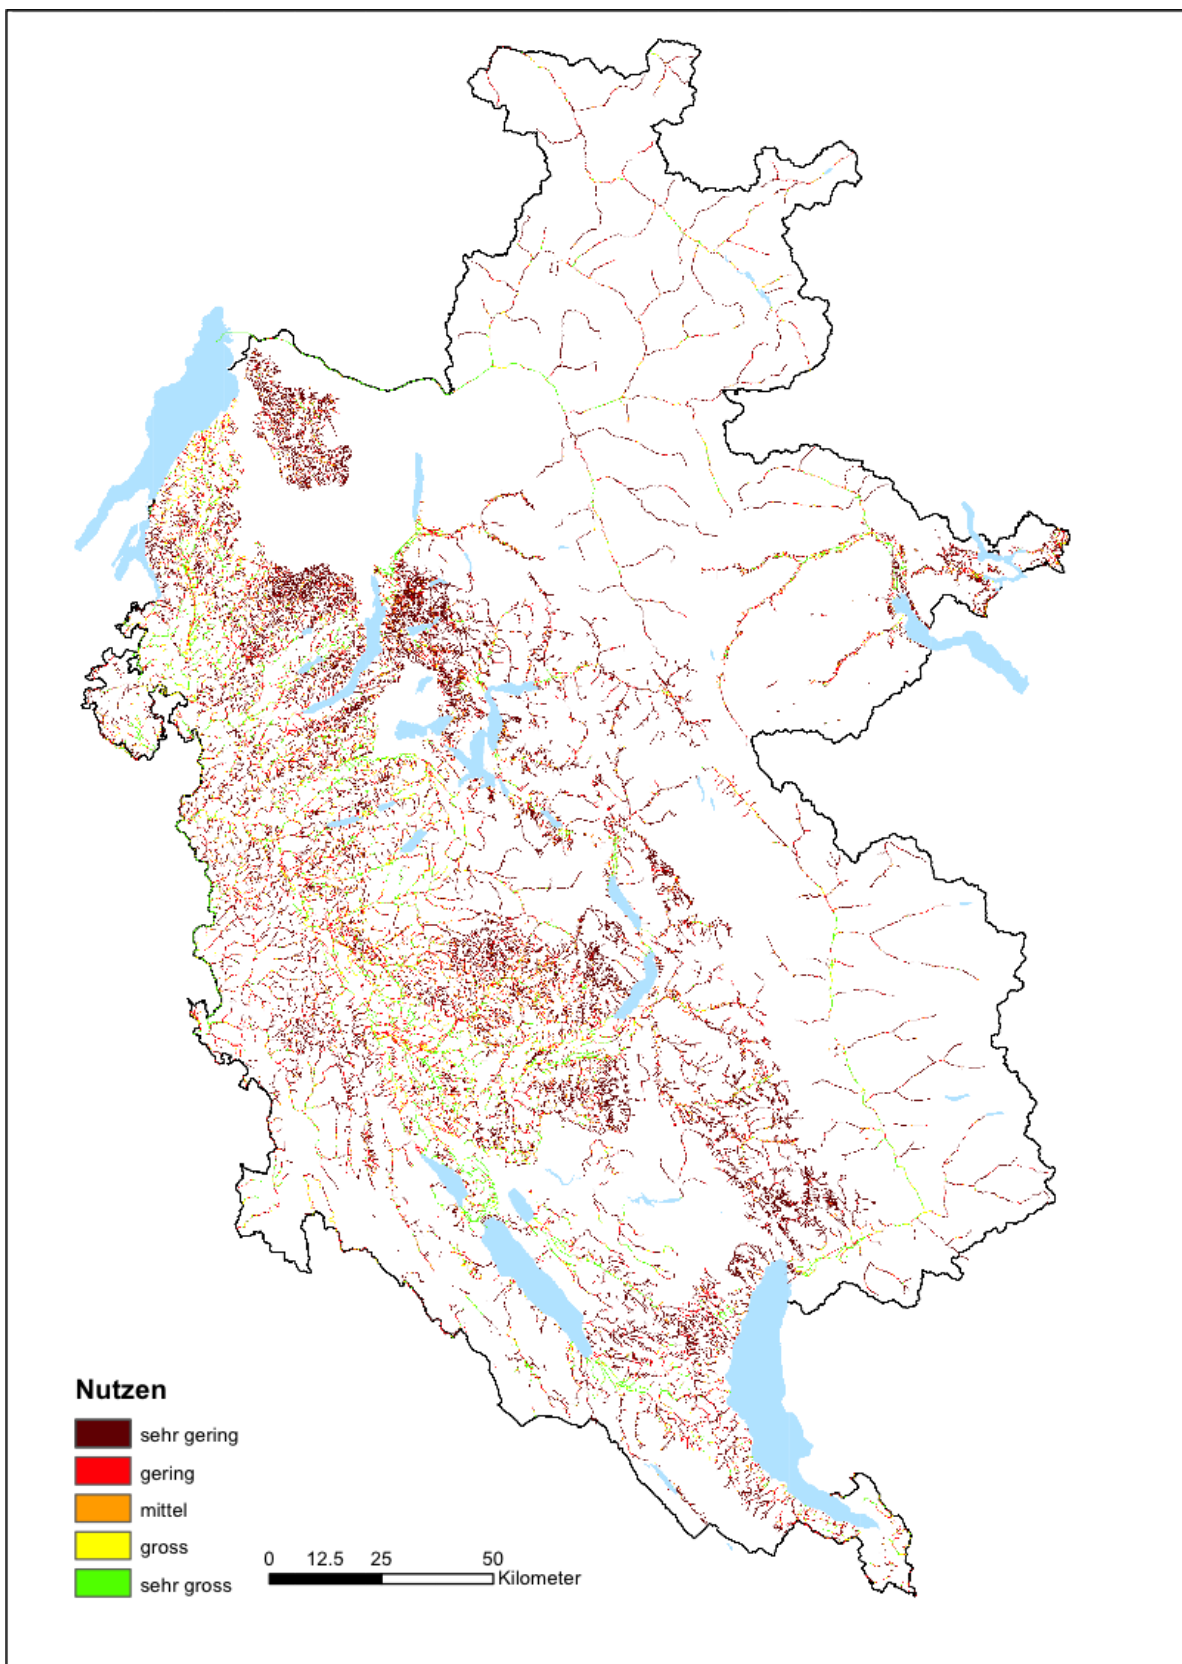 Nutzen
sehr gering
gering
mittel
gross
sehr gross
0 12.5 25 50
Kilometer